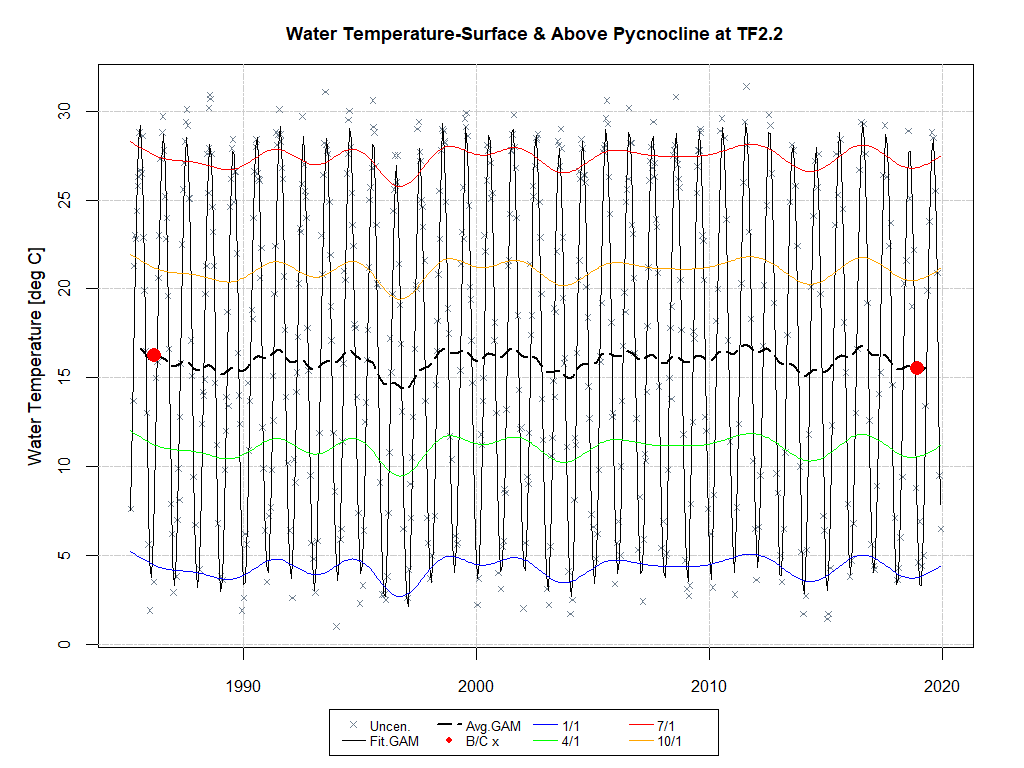 Water Temperature-Surface & Above Pycnocline at TF2.2
Water Temperature [deg C]
30
25
20
15
10
5
0
1990 2000 2010 2020
Uncen. Avg.GAM 1/1 7/1
Fit.GAM B/C x 4/1 10/1